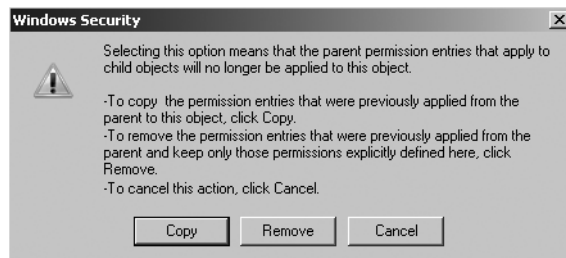 Windows Security
Selecting this option means that the parent permission entries that apply to
child objects will no longer be applied to this object.
-To copy the permission entries that were previously applied from the
parent to this object, click Copy.
-To remove the permission entries that were previously applied from the
parent and keep only those permissions explicitly defined here, click
Remove.
-To cancel this action, click Cancel.
Copy Remove Cancel